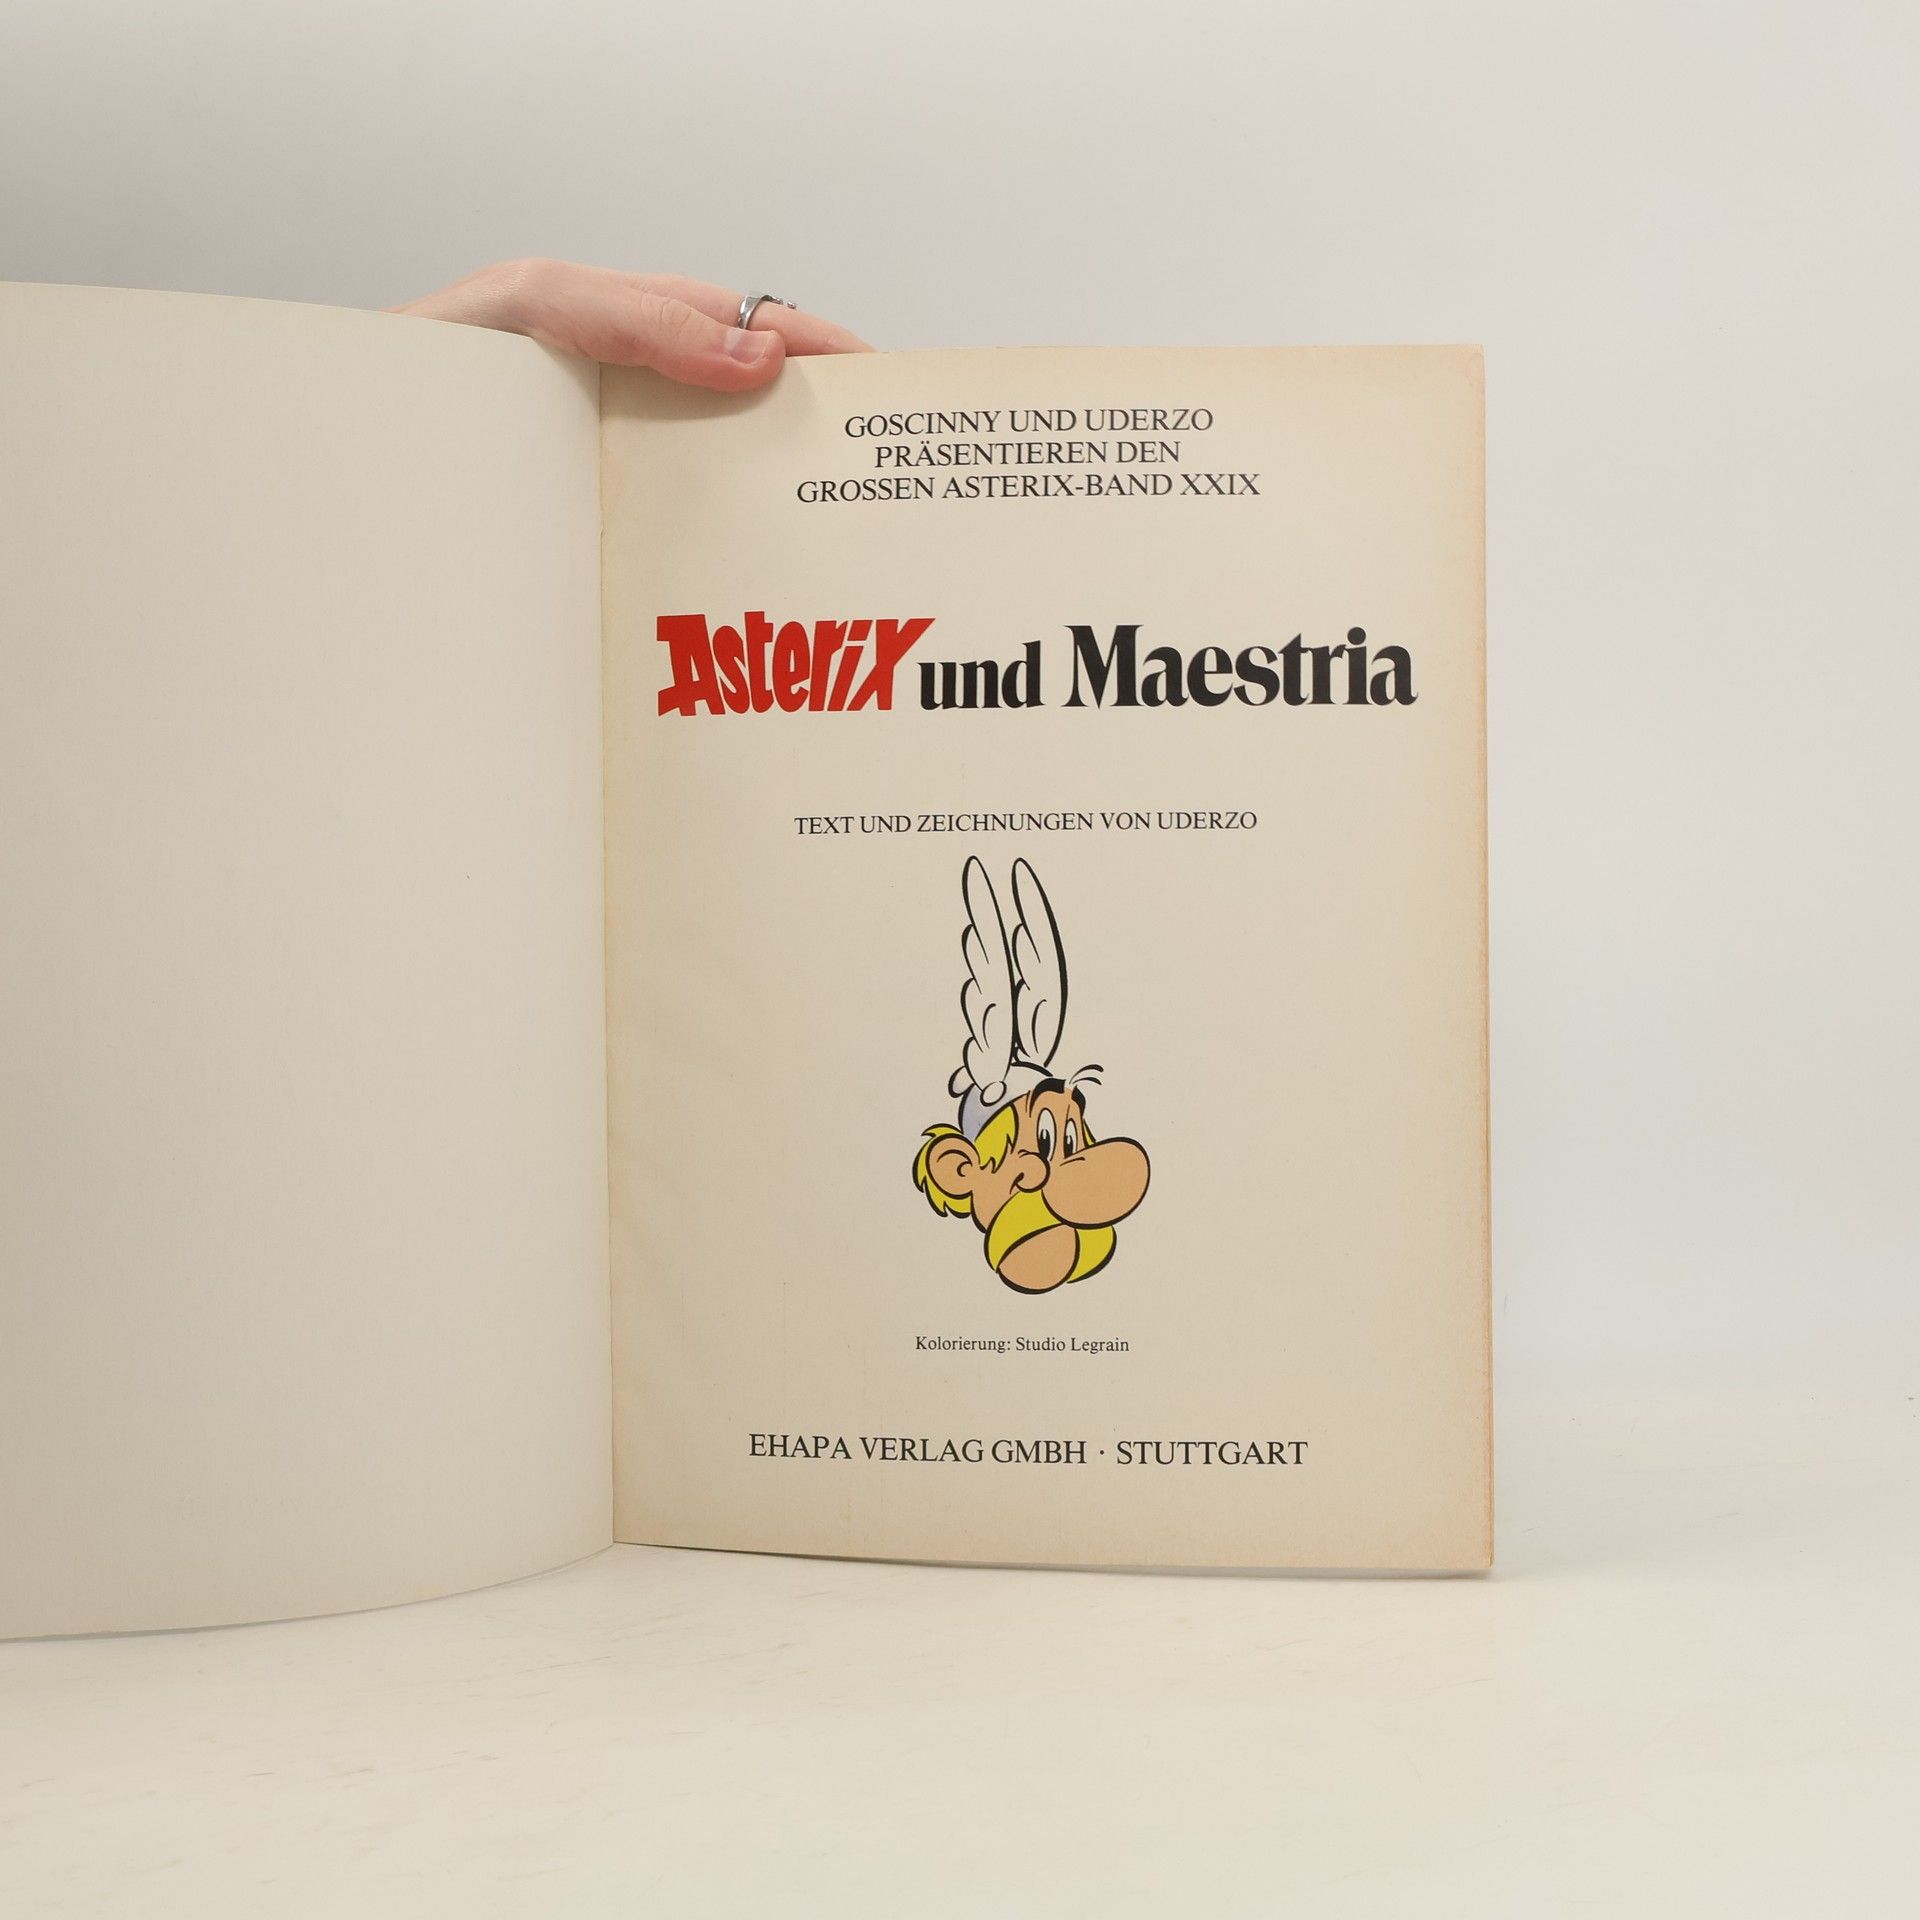 GOSCINNY UND UDERZO
PRÄSENTIEREN DEN
GROSSEN ASTERIX-BAND XXIX
Asterix und Maestria
TEXT UND ZEICHNUNGEN VON UDERZO
Kolorierung: Studio Legrain
EHAPA VERLAG GMBH · STUTTGART